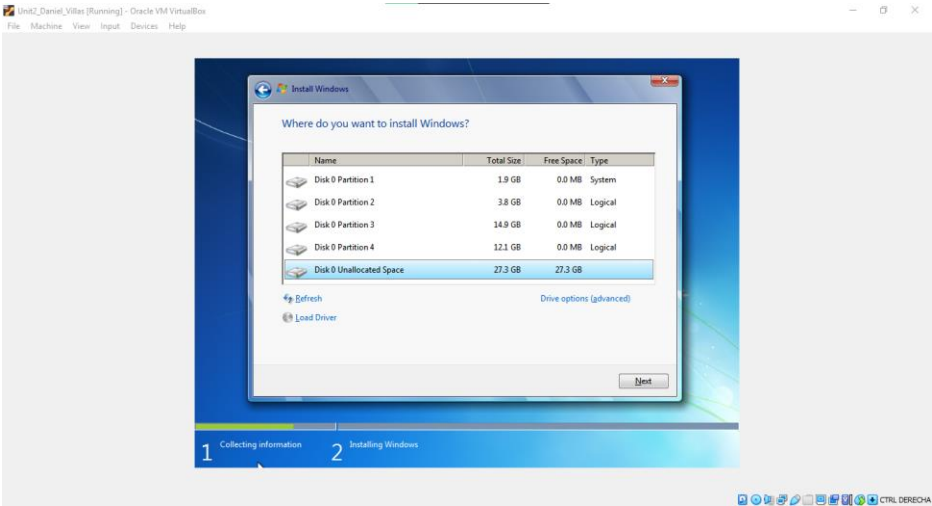 Unit2_Daniel_Villas [Running] - Oracle VM VirtualBox
File Machine View Input Devices Help
Install Windows
Where do you want to install Windows?
Name Total Size Free Space Type
Disk 0 Partition 1 1.9 GB 0.0 MB System
Disk 0 Partition 2 3.8 GB 0.0 MB Logical
Disk 0 Partition 3 14.9 GB 0.0 MB Logical
Disk 0 Partition 4 12.1 GB 0.0 MB Logical
Disk 0 Unallocated Space 27.3 GB 27.3 GB
Refresh Drive options (advanced)
Load Driver
Next
1 Collecting information 2 Installing Windows
CTRL DERECHA